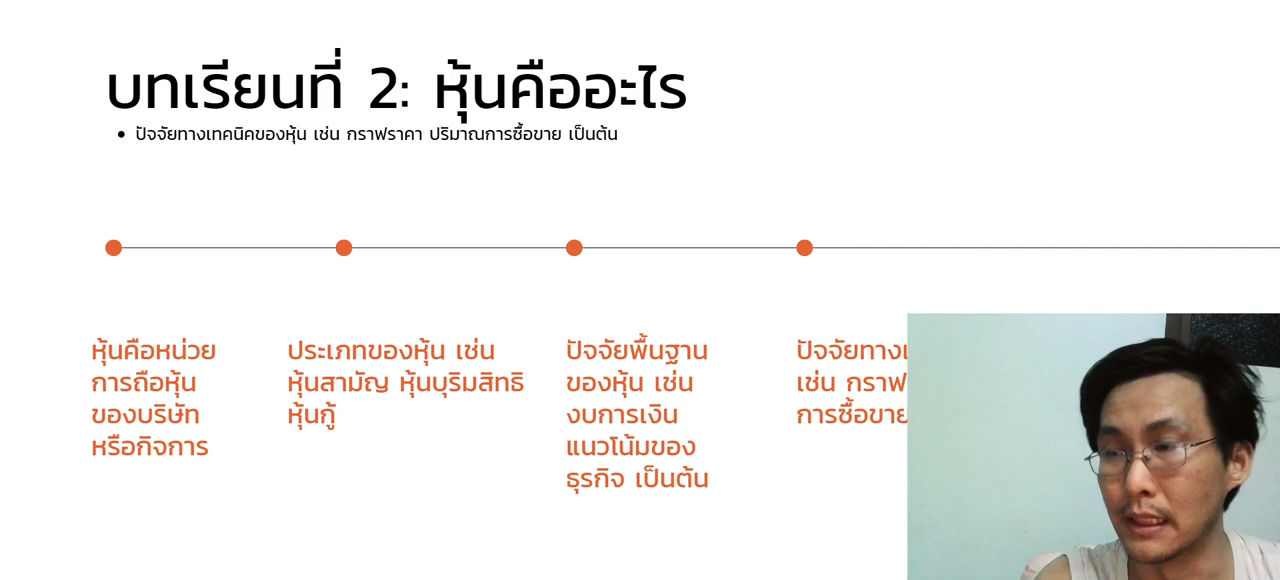 บทเรียนที่ 2: หุ้นคืออะไร
• ปัจจัยทางเทคนิคของหุ้น เช่น กราฟราคา ปริมาณการซื้อขาย เป็นต้น
หุ้นคือหน่วย
การถือหุ้น
ของบริษัท
หรือกิจการ
ประเภทของหุ้น เช่น
หุ้นสามัญ หุ้นบุริมสิทธิ
หุ้นกู้
ปัจจัยพื้นฐาน
ของหุ้น เช่น
งบการเงิน
แนวโน้มของ
ธุรกิจ เป็นต้น
ปัจจัยทาง
เช่น กราฟ
การซื้อขาย